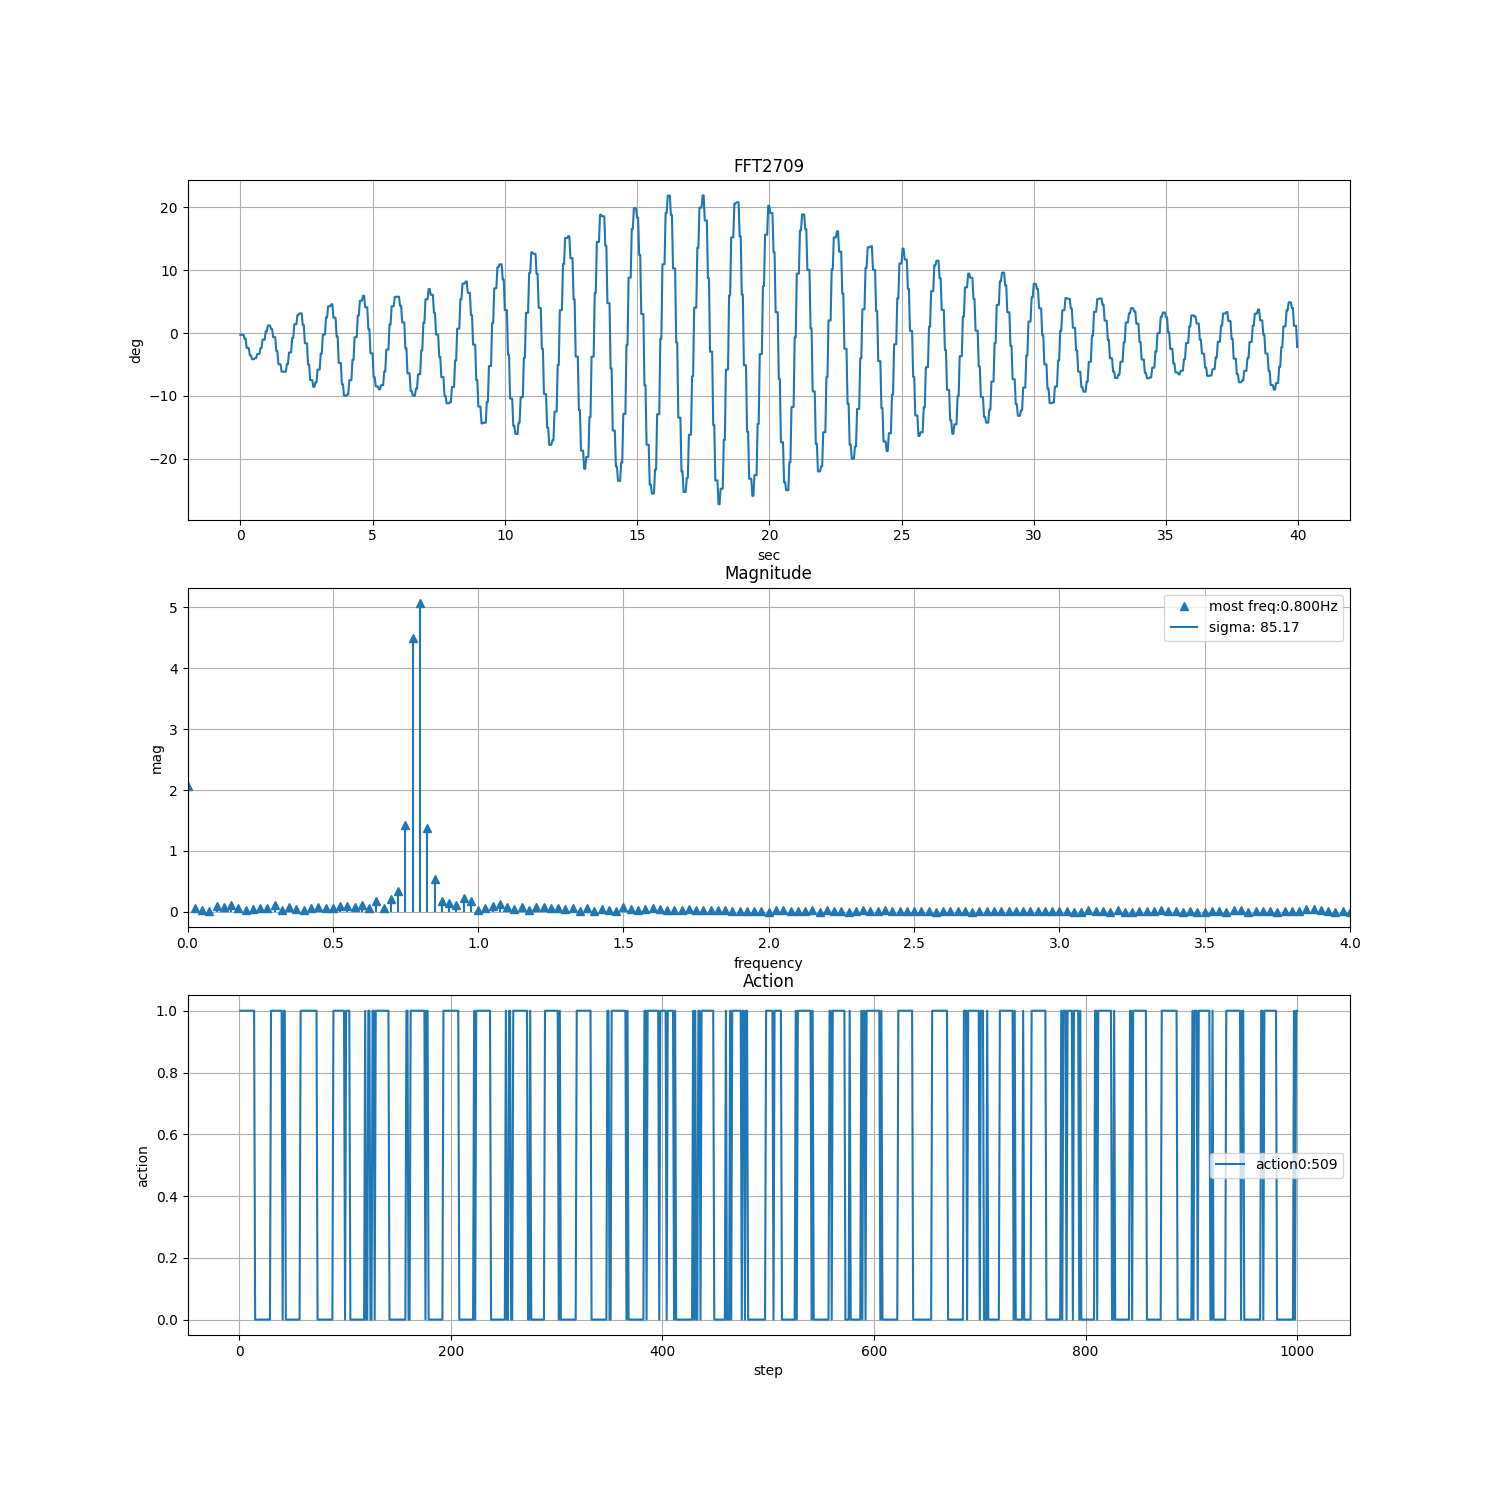 FFT2709
20
10
0
−10
−20
deg
0 5 10 15 20 25 30 35 40
sec
Magnitude
5
4
3
2
1
0
mag
most freq:0.800Hz
sigma: 85.17
0.0 0.5 1.0 1.5 2.0 2.5 3.0 3.5 4.0
frequency
Action
1.0
0.8
0.6
0.4
0.2
0.0
action
action0:509
0 200 400 600 800 1000
step